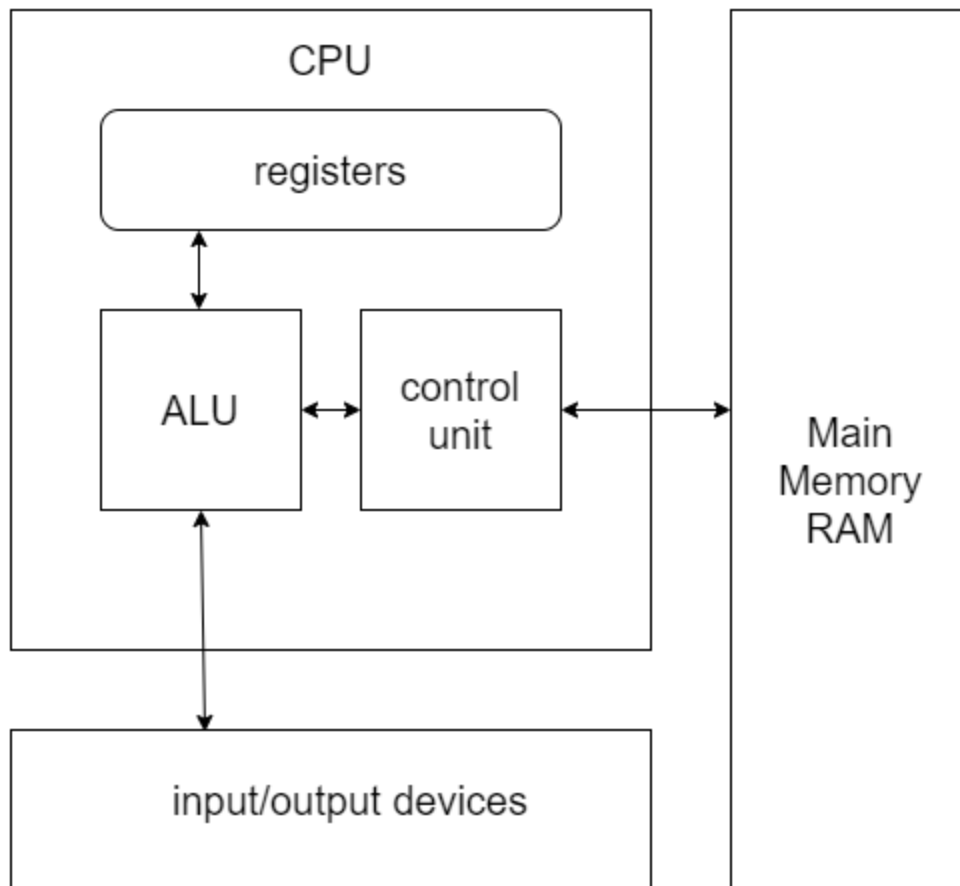 CPU
registers
ALU
control
unit
Main
Memory
RAM
input/output devices